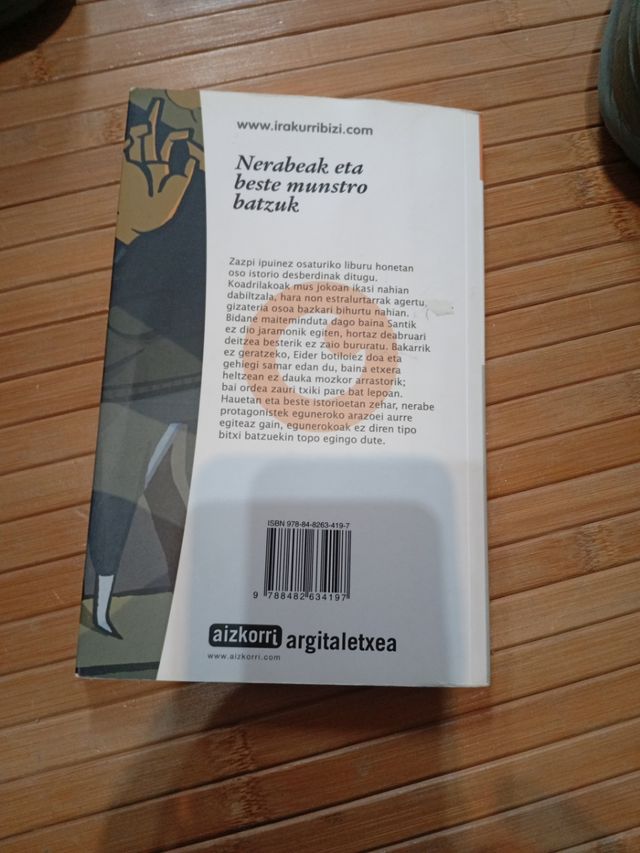 www.irakurribizi.com
Nerabeak eta
beste munstro
batzuk
Zazpi ipuinez osaturiko liburu honetan
oso istorio desberdinak ditugu.
Koadrilakoak mus jokoan ikasi nahian
dabiltzala, hara non estralurtarrak agertu,
gizateria osoa bazkari bihurtu nahian.
Bidane maiteminduta dago baina Santik
ez dio jaramonik egiten, hortaz deabruari
deitzea besterik ez zaio bururatu. Bakarrik
ez geratzeko, Eider botiloiez doa eta
gehiegi samar edan du, baina etxera
heltzean ez dauka mozkor arrastorik;
bai ordea zauri txiki pare bat lepoan.
Hauetan eta beste istorioetan zehar, nerabe
protagonistek eguneroko arazoei aurre
egiteaz gain, egunerokoak ez diren tipo
bitxi batzuekin topo egingo dute.
ISBN 978-84-8263-419-7
9 788482 634197
aizkorri argitaletxea
www.aizkorri.com